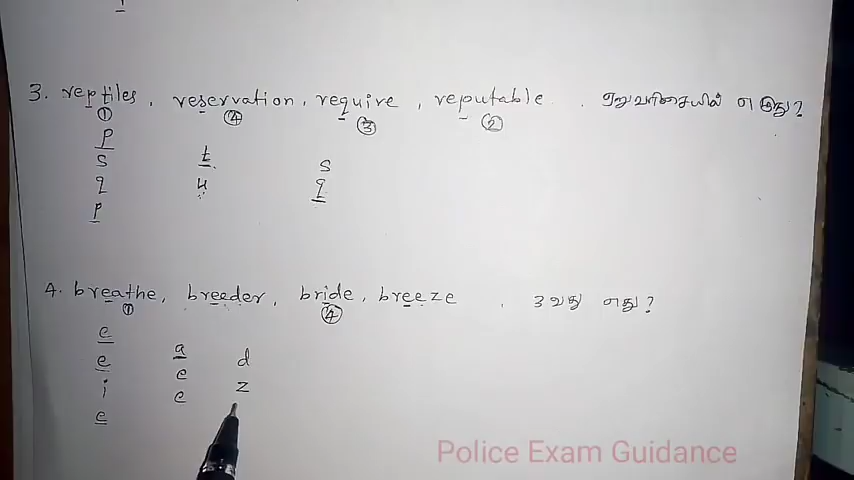 3. reptiles, reservation, require, reputable. ஏறுவரிசையில் எது?
① ④ ③ ②
p
s t s
q u q
p
4. breathe, breeder, bride, breeze. 3வது எது?
① ④
e
e a d
i e z
e e
Police Exam Guidance